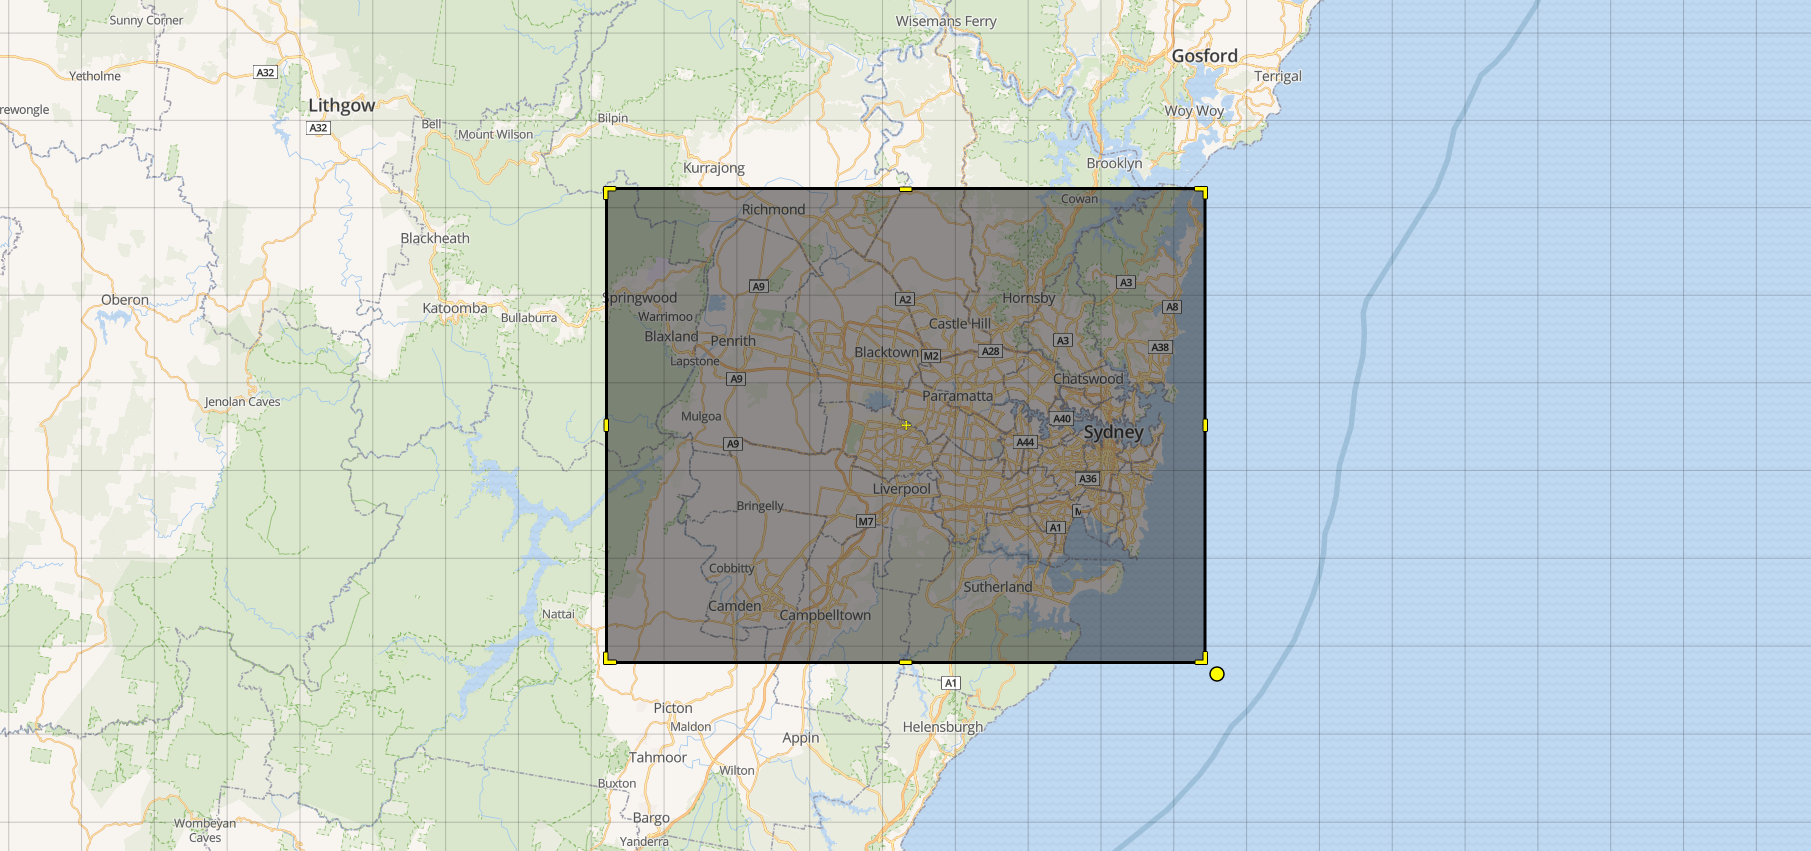 Sunny Corner
Wisemans Ferry
Gosford
A32
Yetholme
Terrigal
Lithgow
rewongle
Woy Woy
Bilpin
Bell
A32
Mount Wilson
Brooklyn
Kurrajong
Cowan
Richmond
Blackheath
A3
A9
Springwood
A2
Hornsby
Oberon
A8
Katoomba
Bullaburra
Warrimoo
Castle Hill
Blaxland
Penrith
A3
A38
Blacktown
M2
A28
Lapstone
A9
Chatswood
Parramatta
Jenolan Caves
Mulgoa
A40
Sydney
A9
A44
A36
Liverpool
Bringelly
M
M7
A1
Cobbitty
Sutherland
Camden
Nattai
Campbelltown
A1
Picton
Maldon
Helensburgh
Appin
Tahmoor
Wilton
Buxton
Bargo
Wombeyan
Caves
Yanderra